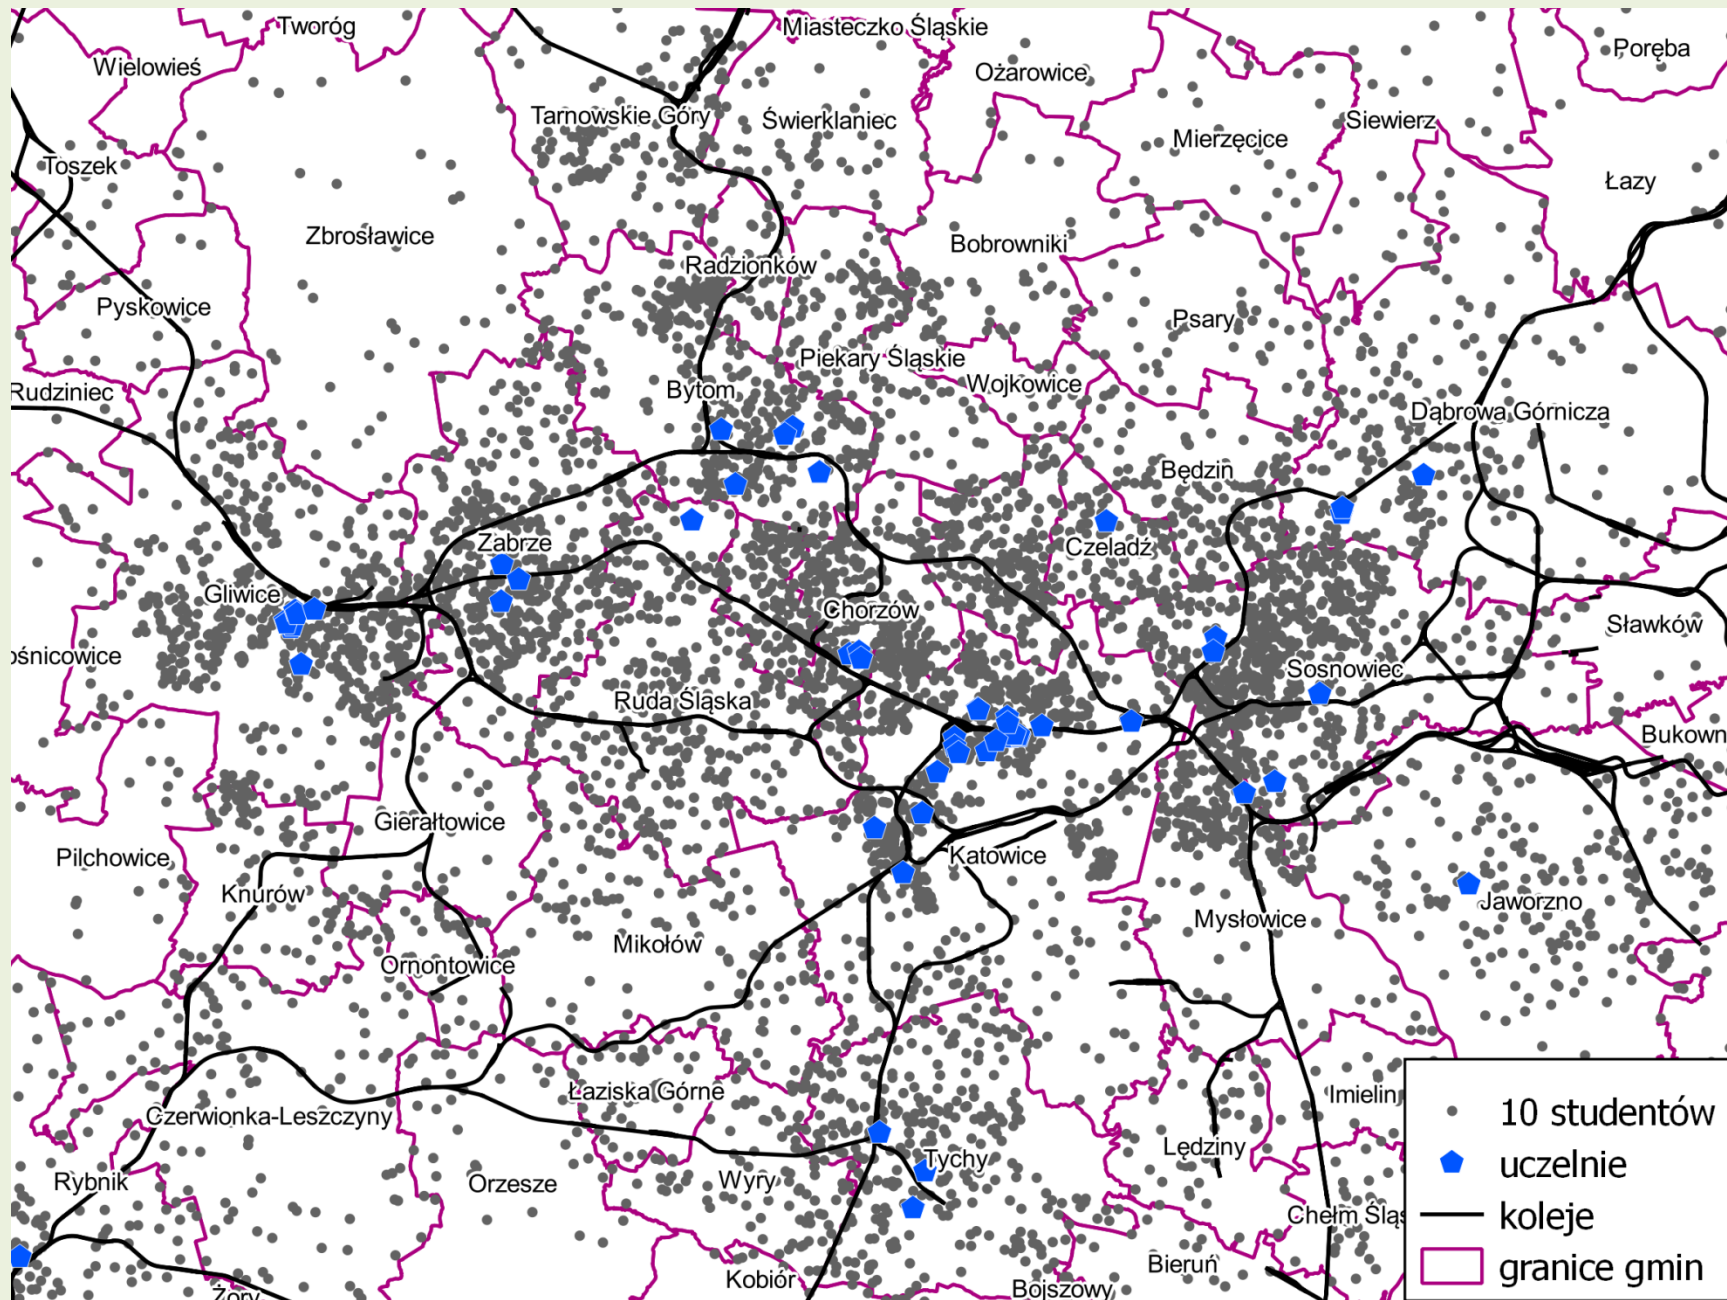 Tworóg
Miasteczko Śląskie
Poręba
Wielowieś
Ożarowice
Tarnowskie Góry
Świerklaniec
Siewierz
Mierzęcice
Toszek
Łazy
Zbrosławice
Bobrowniki
Radzionków
Pyskowice
Psary
Piekary Śląskie
Wojkowice
Rudziniec
Bytom
Dąbrowa Górnicza
Będzin
Zabrze
Czeladź
Gliwice
Chorzów
Sławków
ośnicowice
Sosnowiec
Ruda Śląska
Bukown
Gierałtowice
Pilchowice
Katowice
Knurów
Jaworzno
Mysłowice
Mikołów
Ornontowice
Łaziska Górne
Imielin
Czerwionka-Leszczyny
Lędziny
Tychy
Rybnik
Orzesze
Wyry
Chełm Śląs
Bieruń
Kobiór
Bojszowy
Żory
10 studentów
uczelnie
koleje
granice gmin